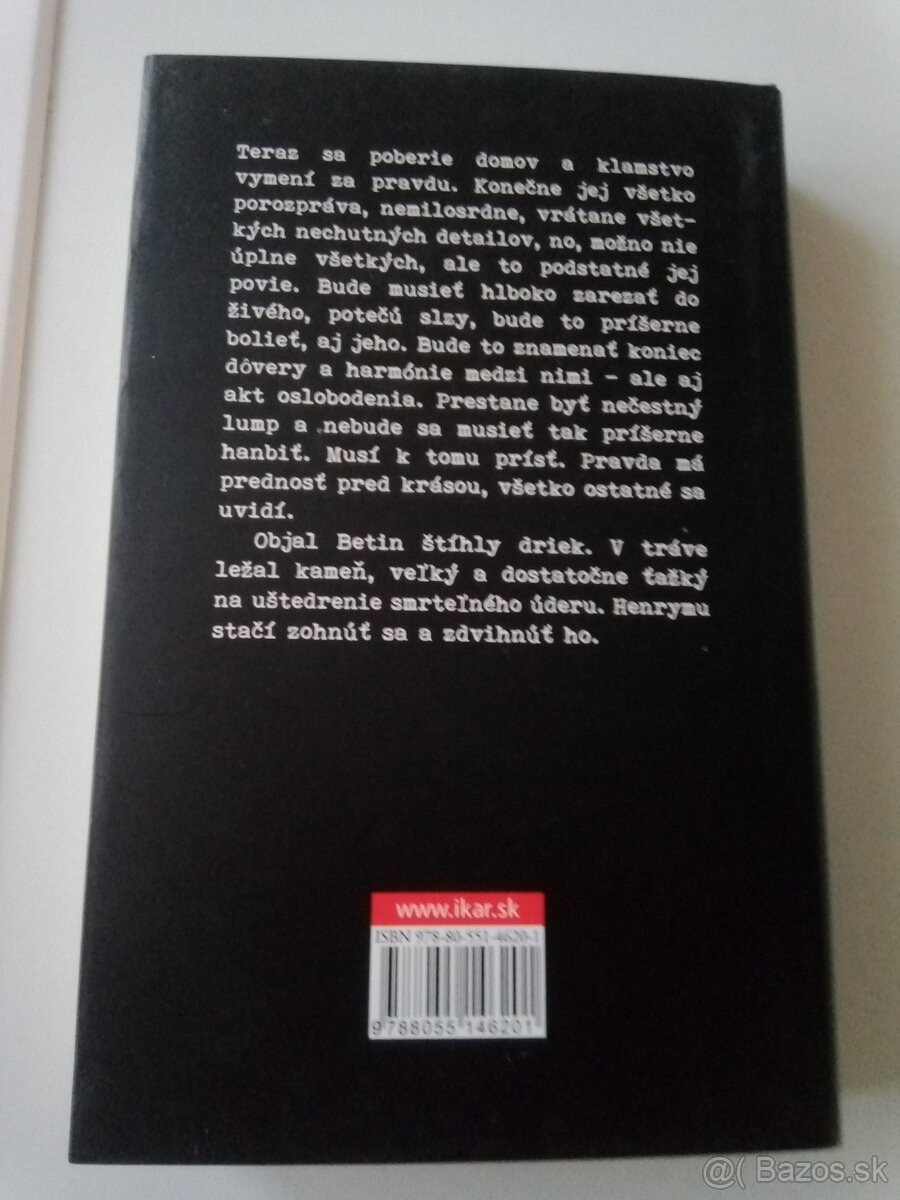 Teraz sa poberie domov a klamstvo
vymení za pravdu. Konečne jej všetko
porozpráva, nemilosrdne, vrátane všet-
kých nechutných detailov, no, možno nie
úplne všetkých, ale to podstatné jej
povie. Bude musieť hlboko zarezať do
živého, potečú slzy, bude to príšerne
bolieť, aj jeho. Bude to znamenať koniec
dôvery a harmónie medzi nimi – ale aj
akt oslobodenia. Prestane byť nečestný
lump a nebude sa musieť tak príšerne
hanbiť. Musí k tomu prísť. Pravda má
prednosť pred krásou, všetko ostatné sa
uvidí.
Objal Betin štíhly driek. V tráve
ležal kameň, veľký a dostatočne ťažký
na uštedrenie smrteľného úderu. Henrymu
stačí zohnúť sa a zdvihnúť ho.
www.ikar.sk
ISBN 978-80-551-4620-1
9788055 146201
@( Bazos.sk